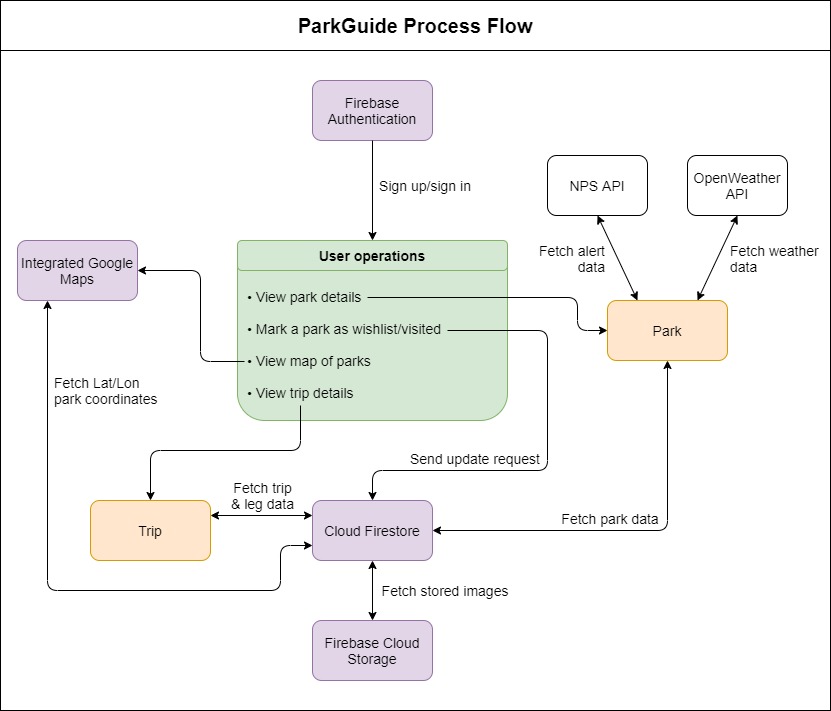 ParkGuide Process Flow
Firebase
Authentication
Sign up/sign in
NPS API
OpenWeather
API
Fetch alert
data
Fetch weather
data
Integrated Google
Maps
User operations
• View park details
• Mark a park as wishlist/visited
• View map of parks
• View trip details
Park
Fetch Lat/Lon
park coordinates
Send update request
Fetch trip
& leg data
Trip
Cloud Firestore
Fetch park data
Fetch stored images
Firebase Cloud
Storage